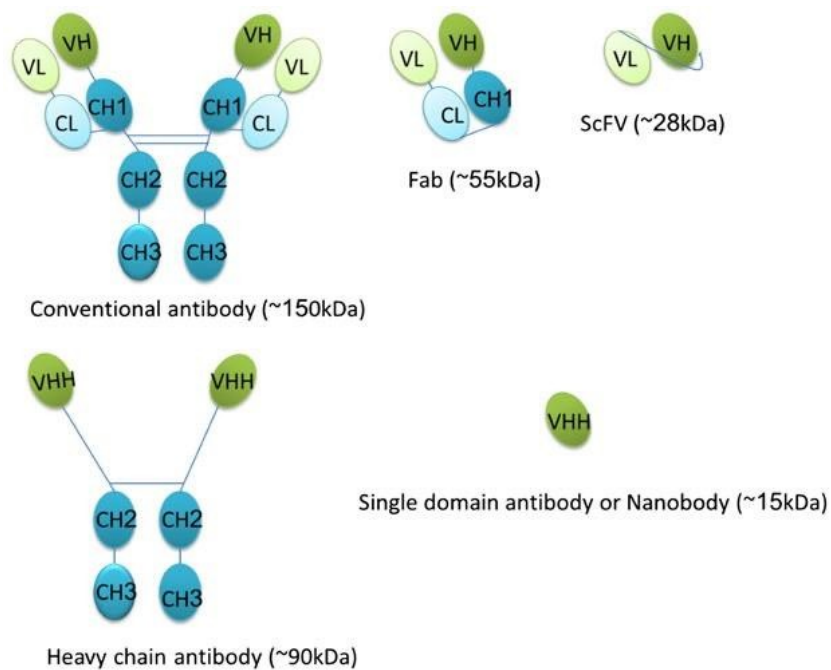 VH VH VH VH
VL VL VL VL
CH1 CH1 CH1
CL CL CL
ScFV (~28kDa)
CH2 CH2
Fab (~55kDa)
CH3 CH3
Conventional antibody (~150kDa)
VHH VHH
VHH
CH2 CH2
Single domain antibody or Nanobody (~15kDa)
CH3 CH3
Heavy chain antibody (~90kDa)